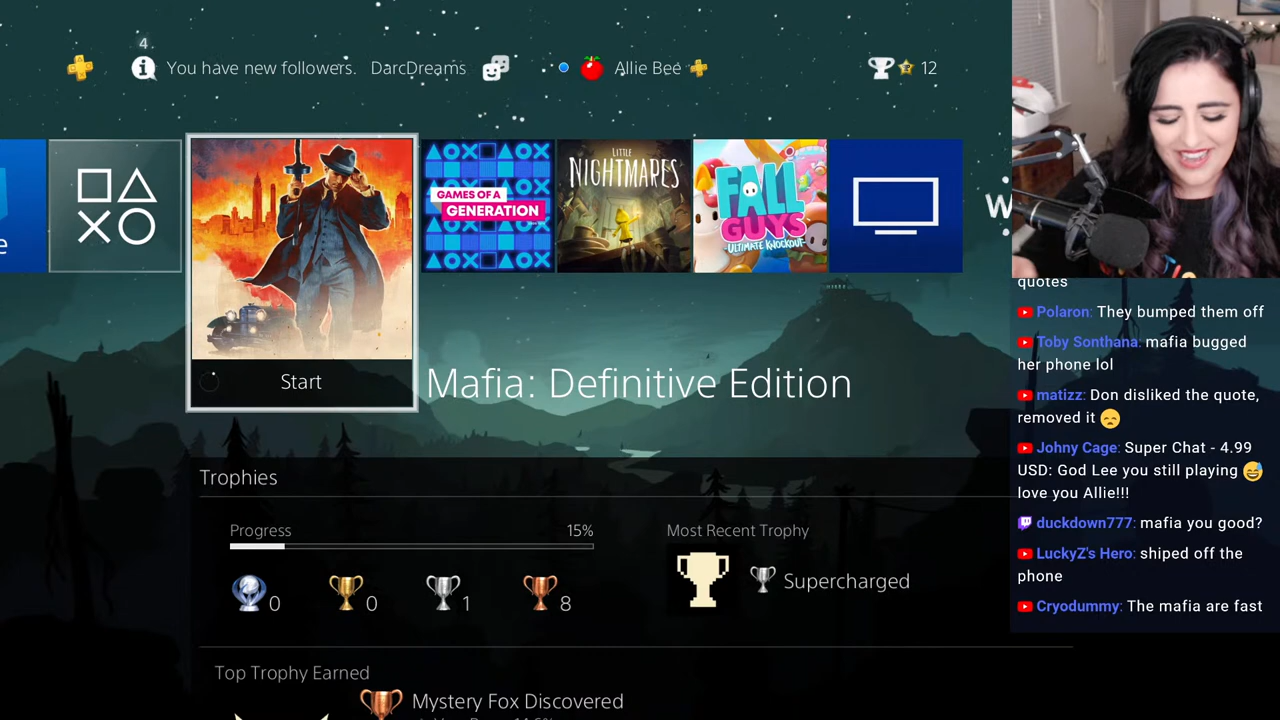 4
You have new followers. DarcDreams
Allie Bee
12
e
GAMES OF A
GENERATION
LITTLE
NIGHTMARES
FALL
GUYS
ULTIMATE KNOCKOUT
W
Start
Mafia: Definitive Edition
Trophies
Progress
15%
0
0
1
8
Most Recent Trophy
Supercharged
Top Trophy Earned
Mystery Fox Discovered
quotes
Polaron: They bumped them off
Toby Sonthana: mafia bugged
her phone lol
matizz: Don disliked the quote,
removed it 😞
Johny Cage: Super Chat - 4.99
USD: God Lee you still playing 😅
love you Allie!!!
duckdown777: mafia you good?
LuckyZ's Hero: shiped off the
phone
Cryodummy: The mafia are fast